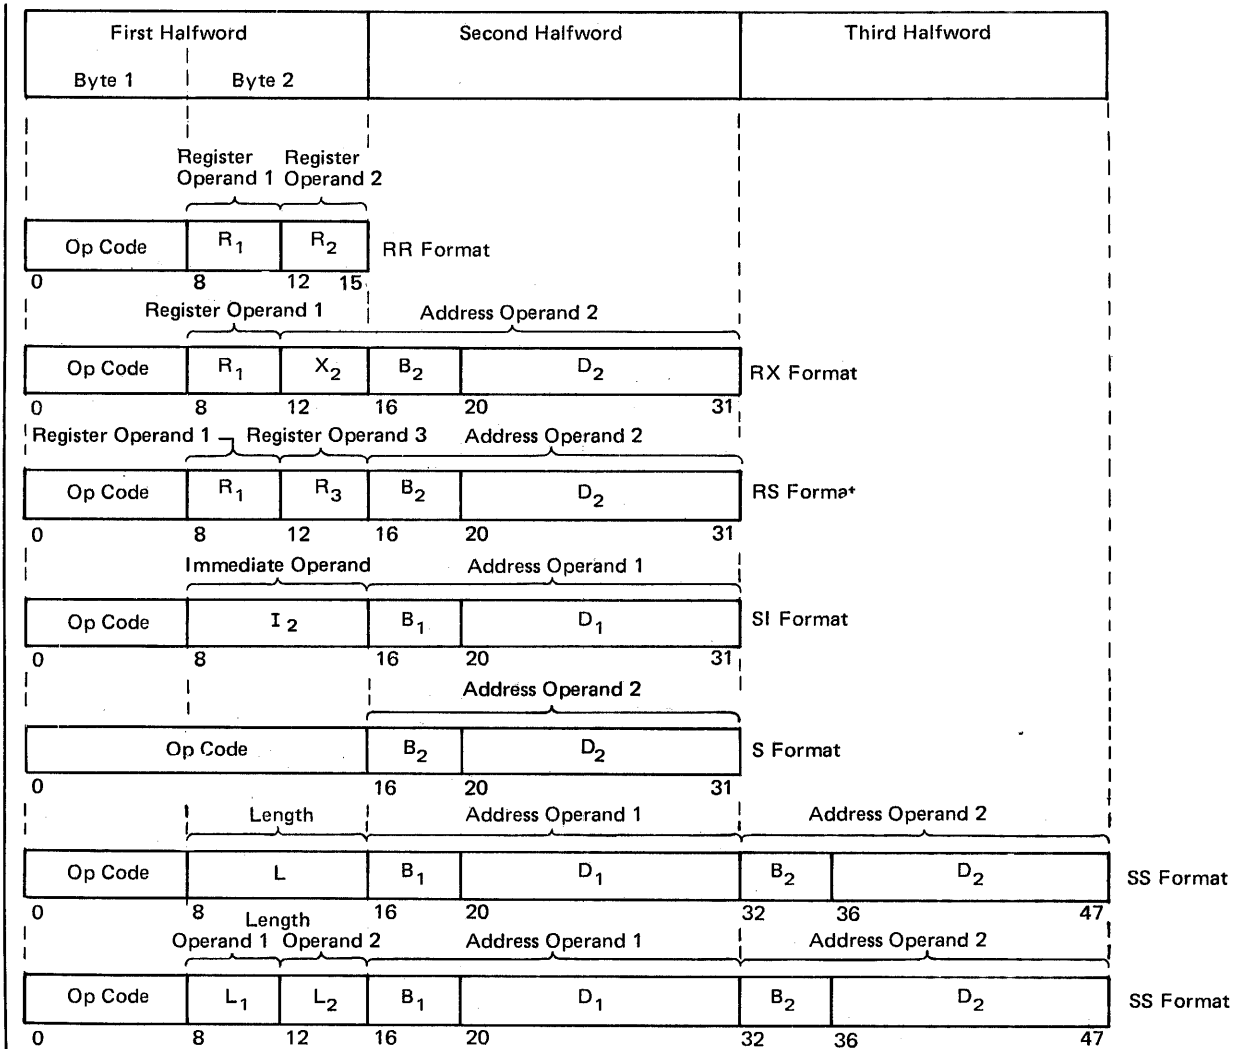 First Halfword Second Halfword Third Halfword
Byte 1 Byte 2
Register Register
Operand 1 Operand 2
Op Code R1 R2 RR Format
0 8 12 15
Register Operand 1 Address Operand 2
Op Code R1 X2 B2 D2 RX Format
0 8 12 16 20 31
Register Operand 1 Register Operand 3 Address Operand 2
Op Code R1 R3 B2 D2 RS Format
0 8 12 16 20 31
Immediate Operand Address Operand 1
Op Code I2 B1 D1 SI Format
0 8 16 20 31
Address Operand 2
Op Code B2 D2 S Format
0 16 20 31
Length Address Operand 1 Address Operand 2
Op Code L B1 D1 B2 D2 SS Format
0 8 16 20 32 36 47
Length
Operand 1 Operand 2 Address Operand 1 Address Operand 2
Op Code L1 L2 B1 D1 B2 D2 SS Format
0 8 12 16 20 32 36 47